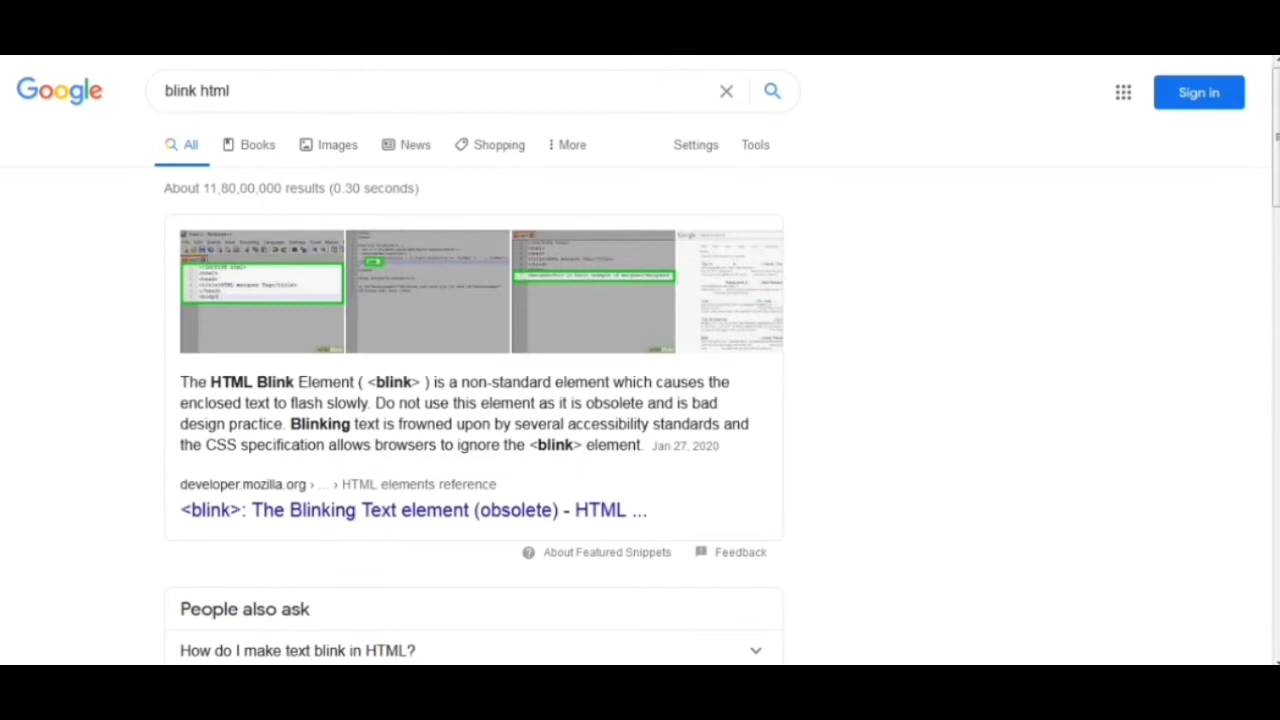 Google
blink html
Sign in
All Books Images News Shopping More Settings Tools
About 11,80,00,000 results (0.30 seconds)
The HTML Blink Element ( <blink> ) is a non-standard element which causes the
enclosed text to flash slowly. Do not use this element as it is obsolete and is bad
design practice. Blinking text is frowned upon by several accessibility standards and
the CSS specification allows browsers to ignore the <blink> element. Jan 27, 2020
developer.mozilla.org › ... › HTML elements reference
<blink>: The Blinking Text element (obsolete) - HTML ...
About Featured Snippets Feedback
People also ask
How do I make text blink in HTML?